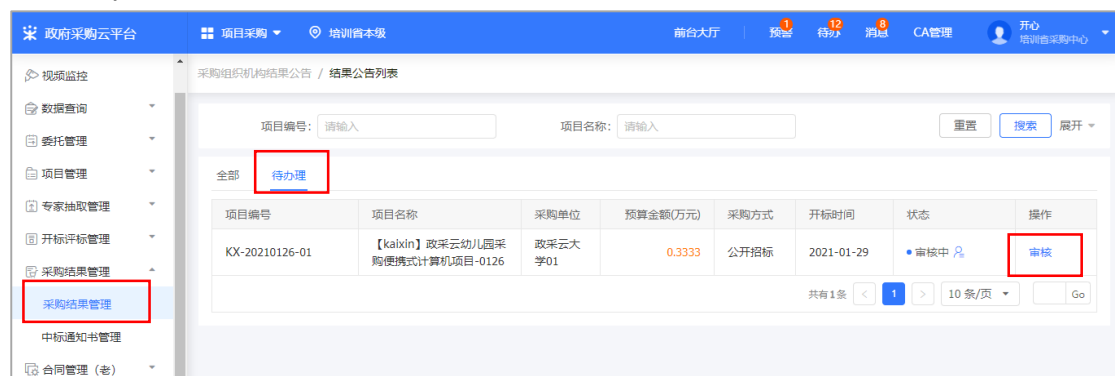 政府采购云平台
项目采购
培训省本级
前台大厅
预警
1
待办
12
消息
8
CA管理
开心
培训省采购中心
视频监控
数据查询
委托管理
项目管理
专家抽取管理
开标评标管理
采购结果管理
采购结果管理
中标通知书管理
合同管理（老）
采购组织机构结果公告 / 结果公告列表
项目编号： 请输入
项目名称： 请输入
重置
搜索
展开
全部
待办理
项目编号 项目名称 采购单位 预算金额(万元) 采购方式 开标时间 状态 操作
KX-20210126-01 【kaixin】政采云幼儿园采 政采云大 0.3333 公开招标 2021-01-29 审核中 审核
购便携式计算机项目-0126 学01
共有1条 < 1 > 10 条/页 Go